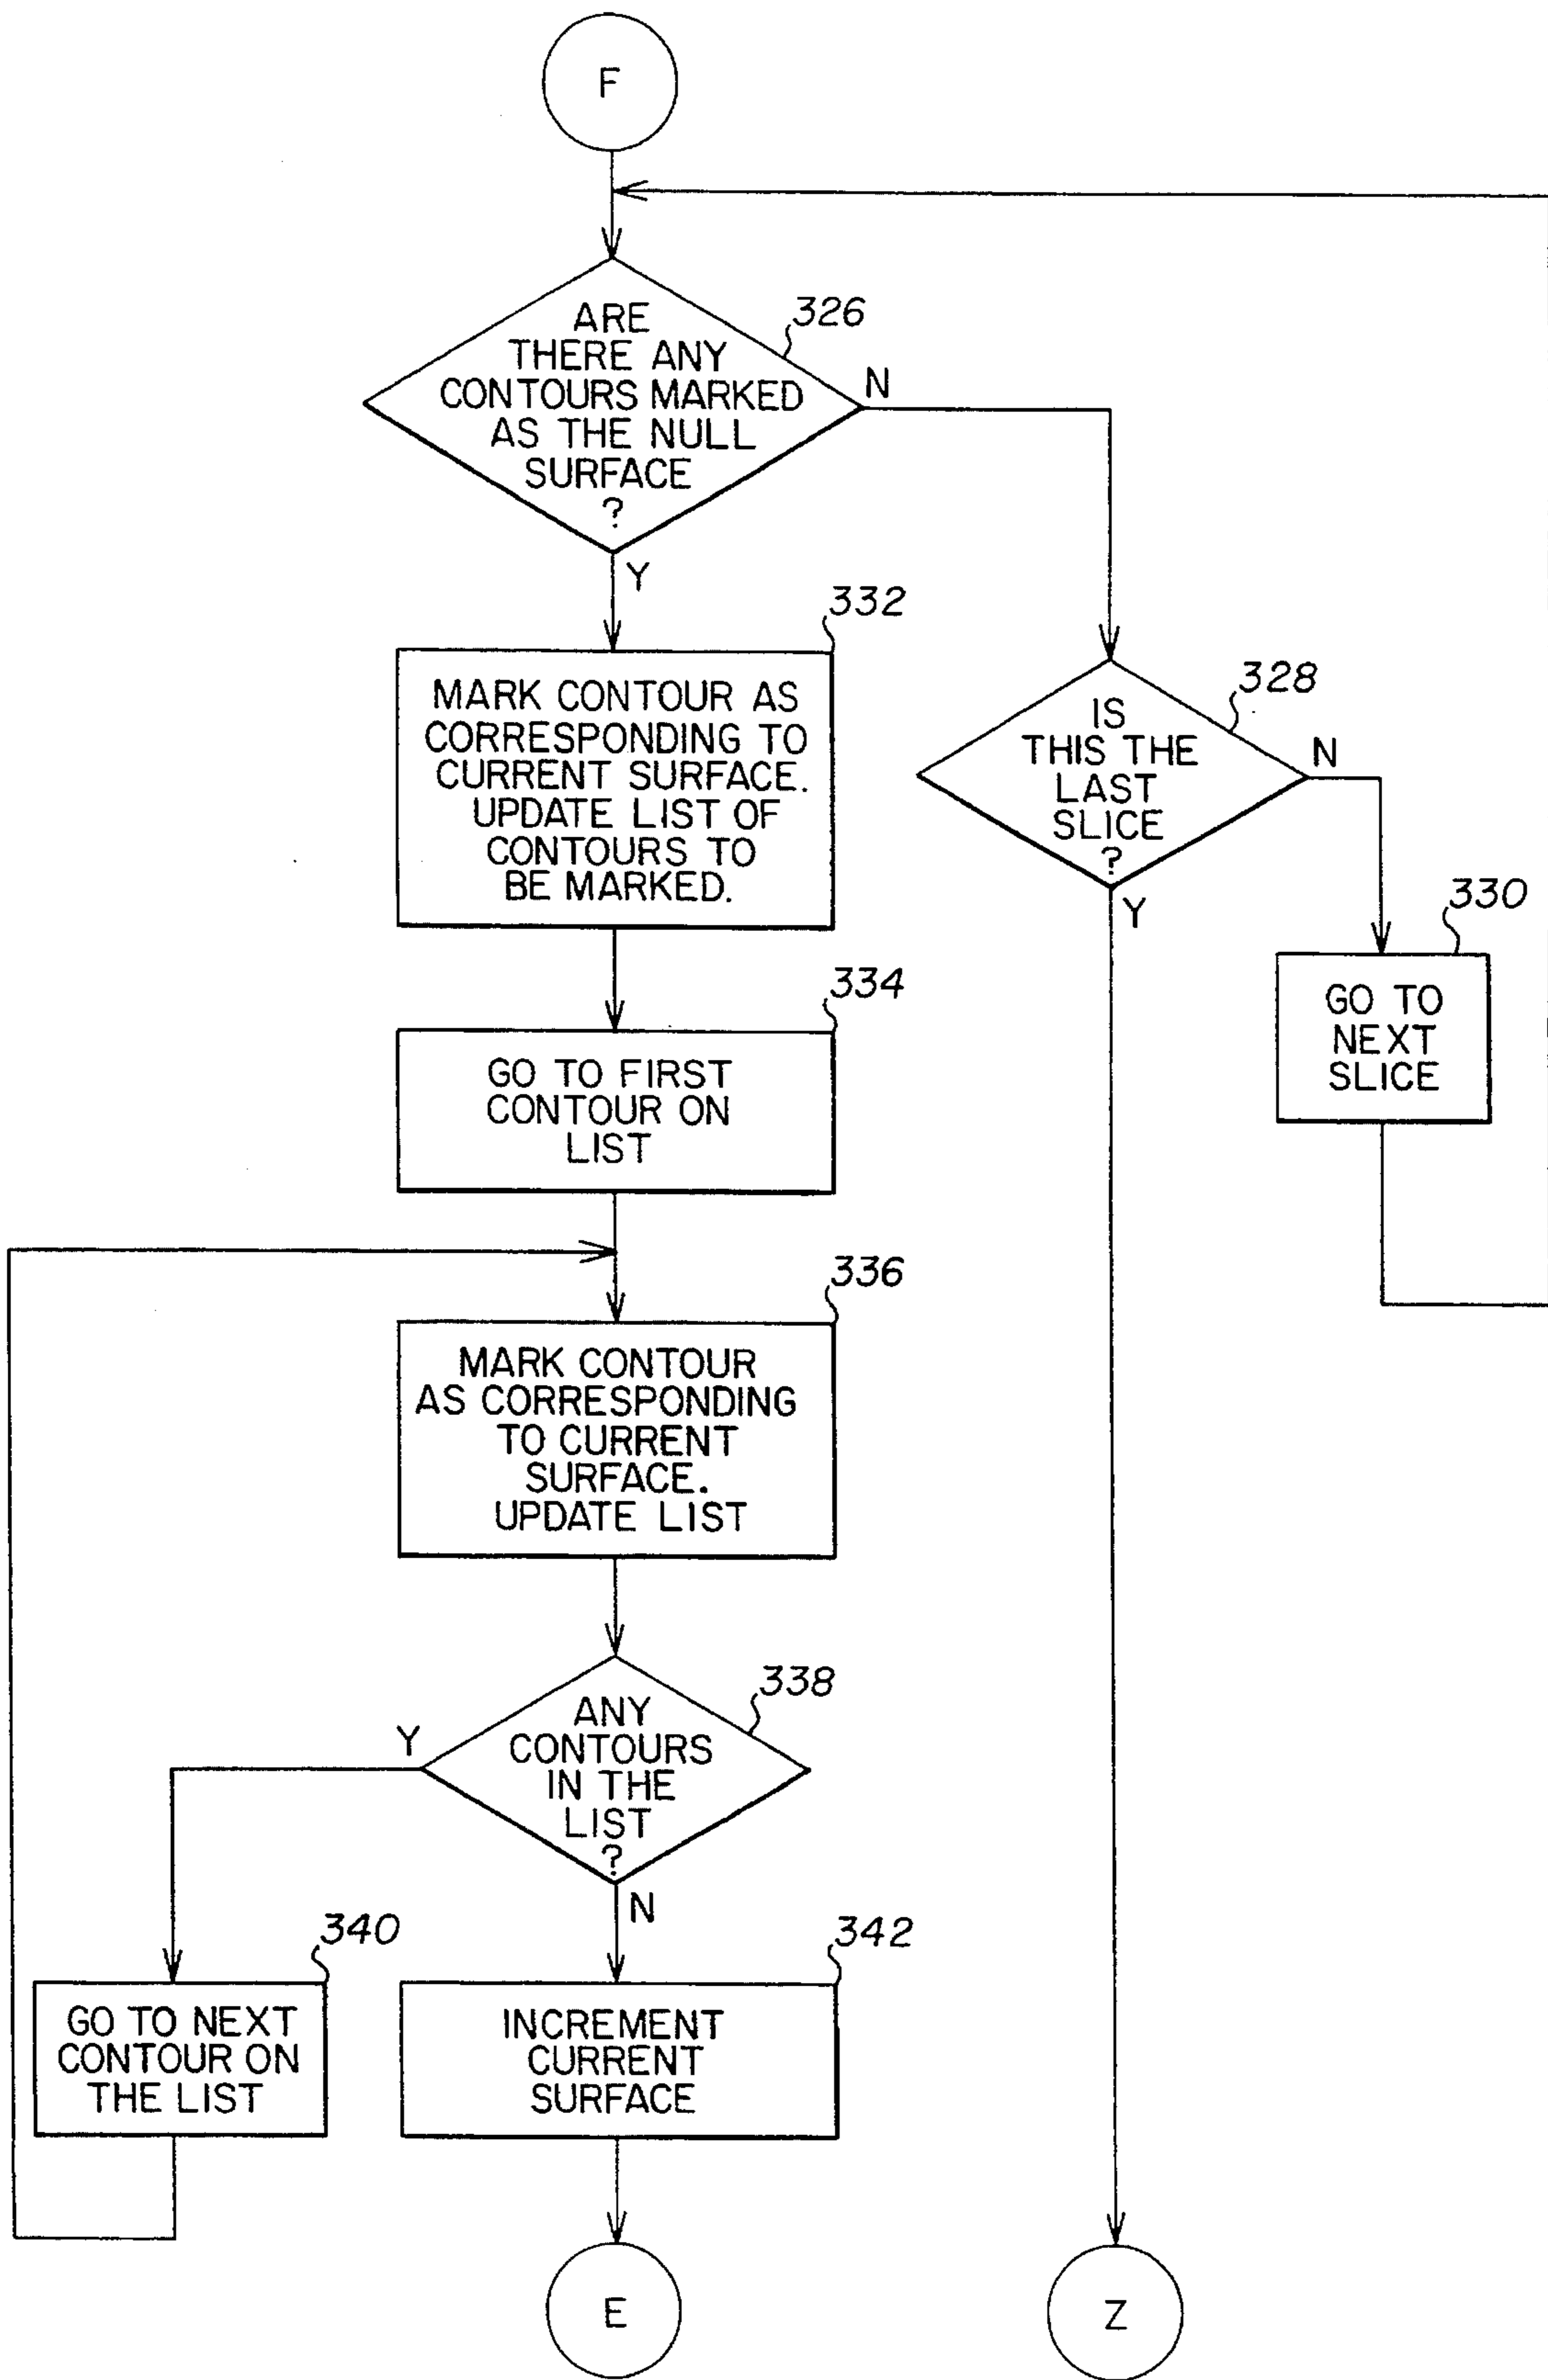 F
326
ARE
THERE ANY
CONTOURS MARKED
AS THE NULL
SURFACE
?
N
Y
332
MARK CONTOUR AS
CORRESPONDING TO
CURRENT SURFACE.
UPDATE LIST OF
CONTOURS TO
BE MARKED.
328
IS
THIS THE
LAST
SLICE
?
N
Y
330
GO TO
NEXT
SLICE
334
GO TO FIRST
CONTOUR ON
LIST
336
MARK CONTOUR
AS CORRESPONDING
TO CURRENT
SURFACE.
UPDATE LIST
338
ANY
CONTOURS
IN THE
LIST
?
Y
N
340
GO TO NEXT
CONTOUR ON
THE LIST
342
INCREMENT
CURRENT
SURFACE
E
Z